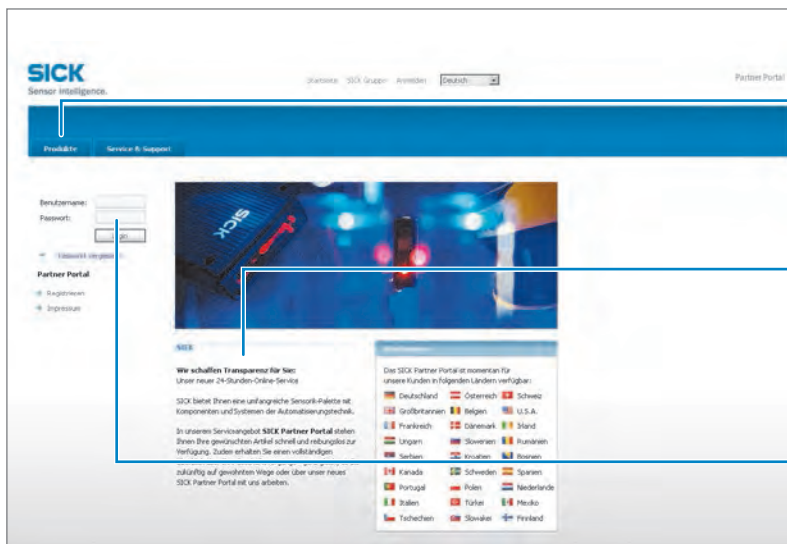 SICK
Sensor Intelligence.
Startseite SICK Gruppe Anmelden Deutsch
Partner Portal
Produkte Service & Support
Benutzername:
Passwort:
Login
Passwort vergessen
Partner Portal
Registrieren
Impressum
SICK
SICK
Wir schaffen Transparenz für Sie:
Unser neuer 24-Stunden-Online-Service
SICK bietet Ihnen eine umfangreiche Sensorik-Palette mit
Komponenten und Systemen der Automatisierungstechnik.
In unserem Serviceangebot SICK Partner Portal stehen
Ihnen Ihre gewünschten Artikel schnell und reibungslos zur
Verfügung. Zudem erhalten Sie einen vollständigen
zukünftig auf gewohntem Wege oder über unser neues
SICK Partner Portal mit uns arbeiten.
Das SICK Partner Portal ist momentan für
unsere Kunden in folgenden Ländern verfügbar:
Deutschland Österreich Schweiz
Großbritannien Belgien U.S.A.
Frankreich Dänemark Irland
Ungarn Slowenien Rumänien
Serbien Kroatien Bosnien
Kanada Schweden Spanien
Portugal Polen Niederlande
Italien Türkei Mexiko
Tschechien Slowakei Finnland